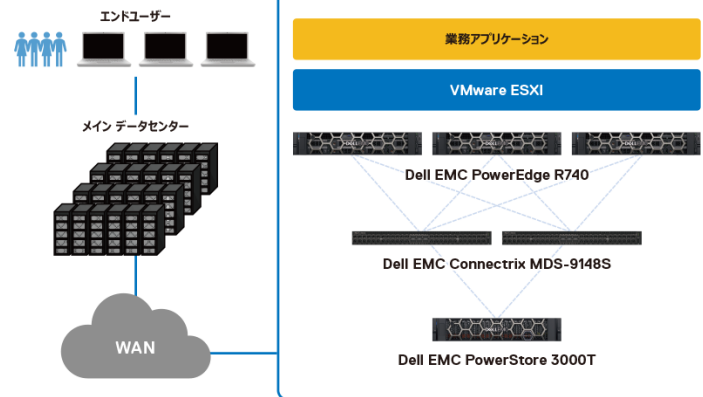 エンドユーザー
メイン データセンター
WAN
業務アプリケーション
VMware ESXI
Dell EMC PowerEdge R740
Dell EMC Connectrix MDS-9148S
Dell EMC PowerStore 3000T